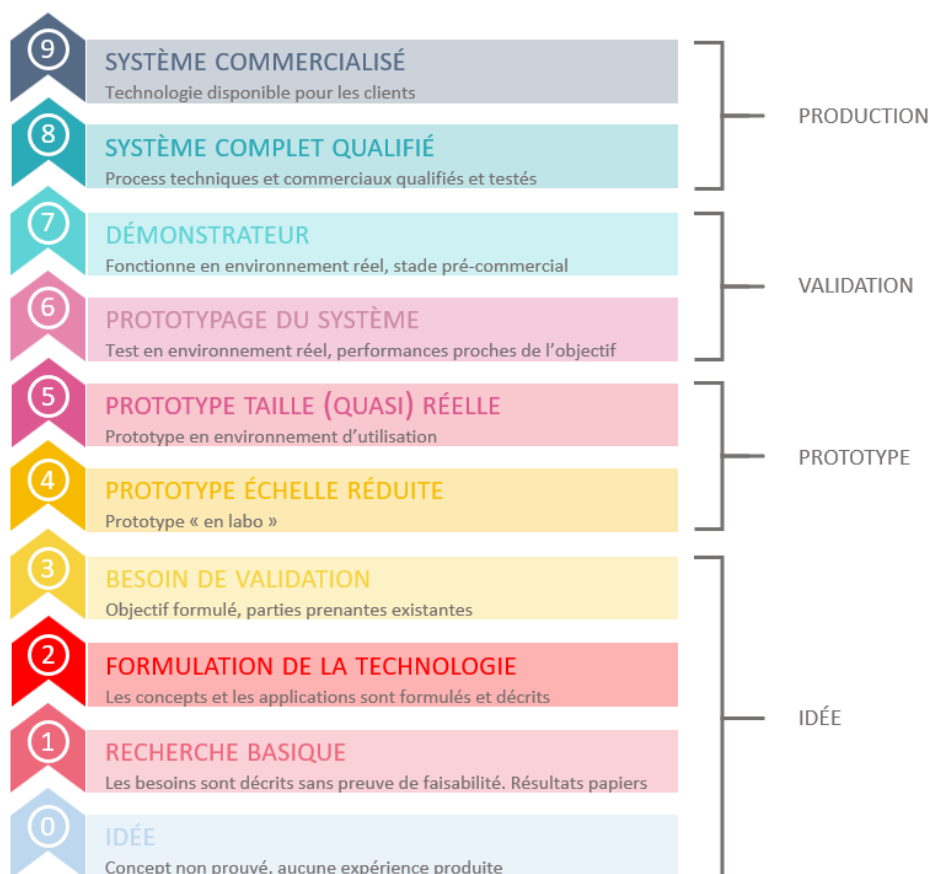 9
SYSTÈME COMMERCIALISÉ
Technologie disponible pour les clients
8
SYSTÈME COMPLET QUALIFIÉ
Process techniques et commerciaux qualifiés et testés
PRODUCTION
7
DÉMONSTRATEUR
Fonctionne en environnement réel, stade pré-commercial
6
PROTOTYPAGE DU SYSTÈME
Test en environnement réel, performances proches de l'objectif
VALIDATION
5
PROTOTYPE TAILLE (QUASI) RÉELLE
Prototype en environnement d'utilisation
4
PROTOTYPE ÉCHELLE RÉDUITE
Prototype « en labo »
PROTOTYPE
3
BESOIN DE VALIDATION
Objectif formulé, parties prenantes existantes
2
FORMULATION DE LA TECHNOLOGIE
Les concepts et les applications sont formulés et décrits
1
RECHERCHE BASIQUE
Les besoins sont décrits sans preuve de faisabilité. Résultats papiers
0
IDÉE
Concept non prouvé, aucune expérience produite
IDÉE